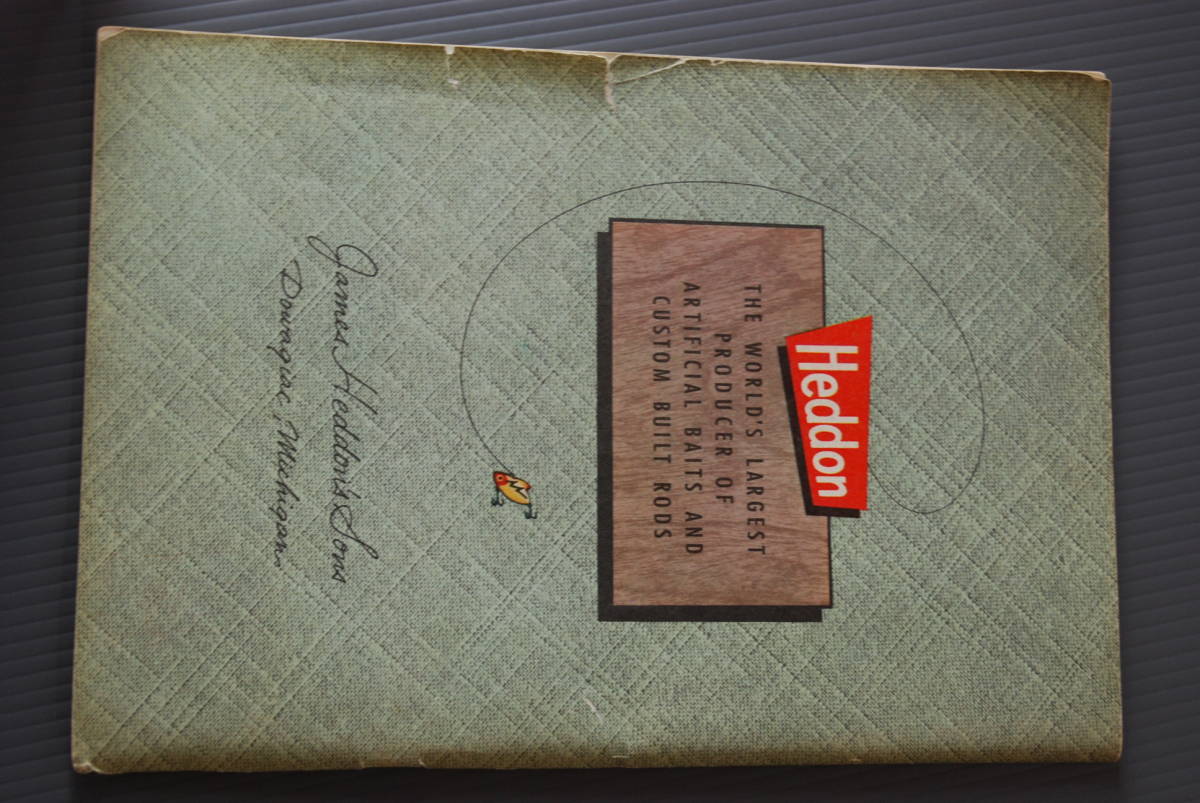 Heddon
THE WORLD'S LARGEST
PRODUCER OF
ARTIFICIAL BAITS AND
CUSTOM BUILT RODS
James Heddon's Sons
Dowagiac, Michigan